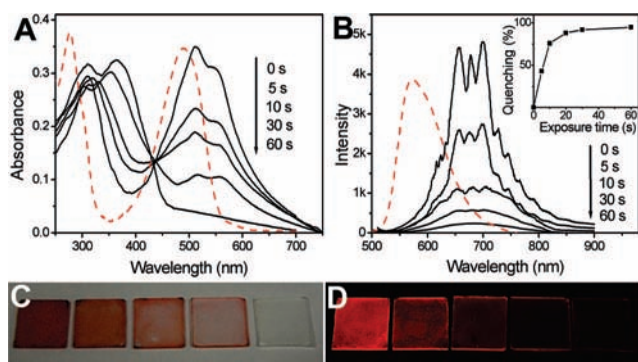 A
0.4
0.3
0.2
0.1
0.0
Absorbance
300 400 500 600 700
Wavelength (nm)
0 s
5 s
10 s
30 s
60 s
B
5k
4k
3k
2k
1k
0
Intensity
500 600 700 800 900
Wavelength (nm)
0 s
5 s
10 s
30 s
60 s
Quenching (%)
100
50
0
0 20 40 60
Exposure time (s)
C
D